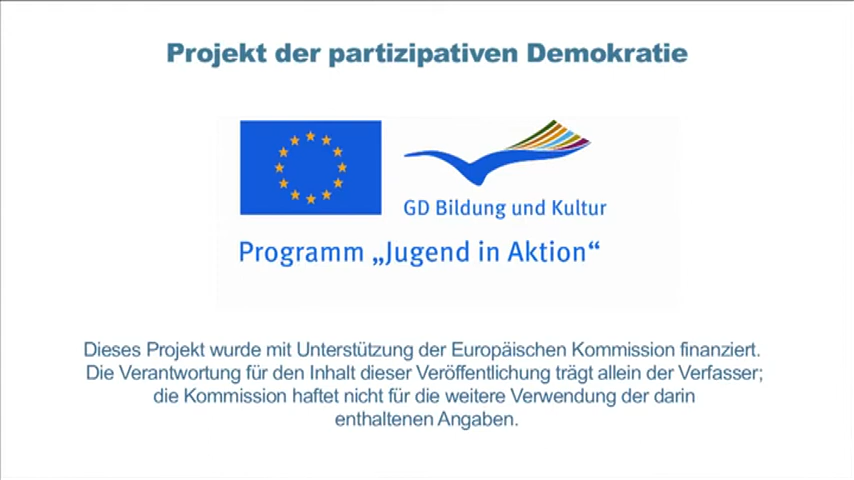 Projekt der partizipativen Demokratie
GD Bildung und Kultur
Programm „Jugend in Aktion“
Dieses Projekt wurde mit Unterstützung der Europäischen Kommission finanziert.
Die Verantwortung für den Inhalt dieser Veröffentlichung trägt allein der Verfasser;
die Kommission haftet nicht für die weitere Verwendung der darin
enthaltenen Angaben.